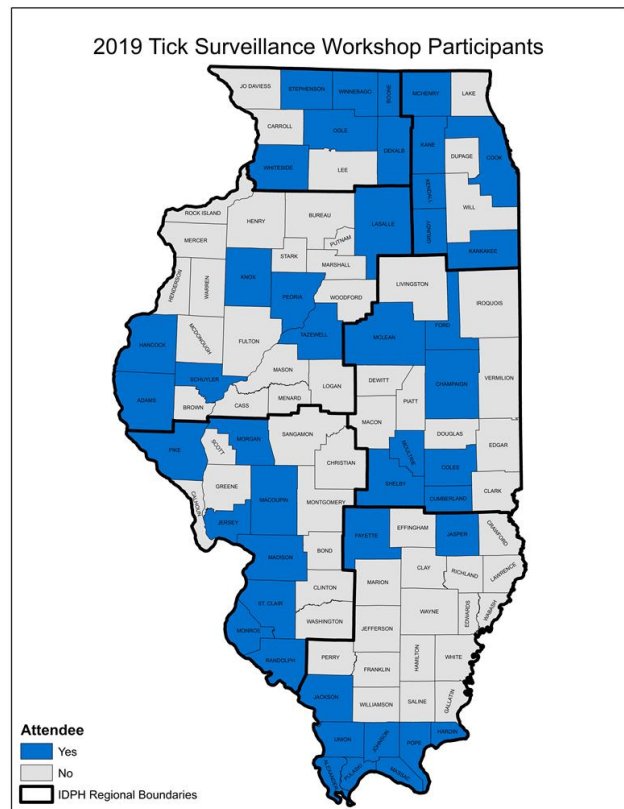 2019 Tick Surveillance Workshop Participants
JO DAVIESS
STEPHENSON
WINNEBAGO
BOONE
MCHENRY
LAKE
CARROLL
OGLE
DEKALB
KANE
COOK
DUPAGE
WHITESIDE
LEE
KENDALL
WILL
ROCK ISLAND
HENRY
BUREAU
LASALLE
GRUNDY
MERCER
PUTNAM
KANKAKEE
STARK
MARSHALL
LIVINGSTON
HENDERSON
WARREN
KNOX
PEORIA
WOODFORD
IROQUOIS
FORD
MCLEAN
TAZEWELL
HANCOCK
MCDONOUGH
FULTON
MASON
LOGAN
DEWITT
CHAMPAIGN
VERMILION
SCHUYLER
ADAMS
BROWN
CASS
MENARD
PIATT
MACON
PIKE
SCOTT
MORGAN
SANGAMON
CHRISTIAN
MOULTRIE
DOUGLAS
EDGAR
COLES
SHELBY
GREENE
CALHOUN
MACOUPIN
MONTGOMERY
CUMBERLAND
CLARK
JERSEY
FAYETTE
EFFINGHAM
JASPER
CRAWFORD
MADISON
BOND
CLAY
RICHLAND
LAWRENCE
MARION
CLINTON
ST. CLAIR
WAYNE
EDWARDS
WABASH
WASHINGTON
MONROE
JEFFERSON
RANDOLPH
PERRY
HAMILTON
WHITE
FRANKLIN
JACKSON
WILLIAMSON
SALINE
GALLATIN
UNION
JOHNSON
POPE
HARDIN
ALEXANDER
PULASKI
MASSAC
Attendee
Yes
No
IDPH Regional Boundaries